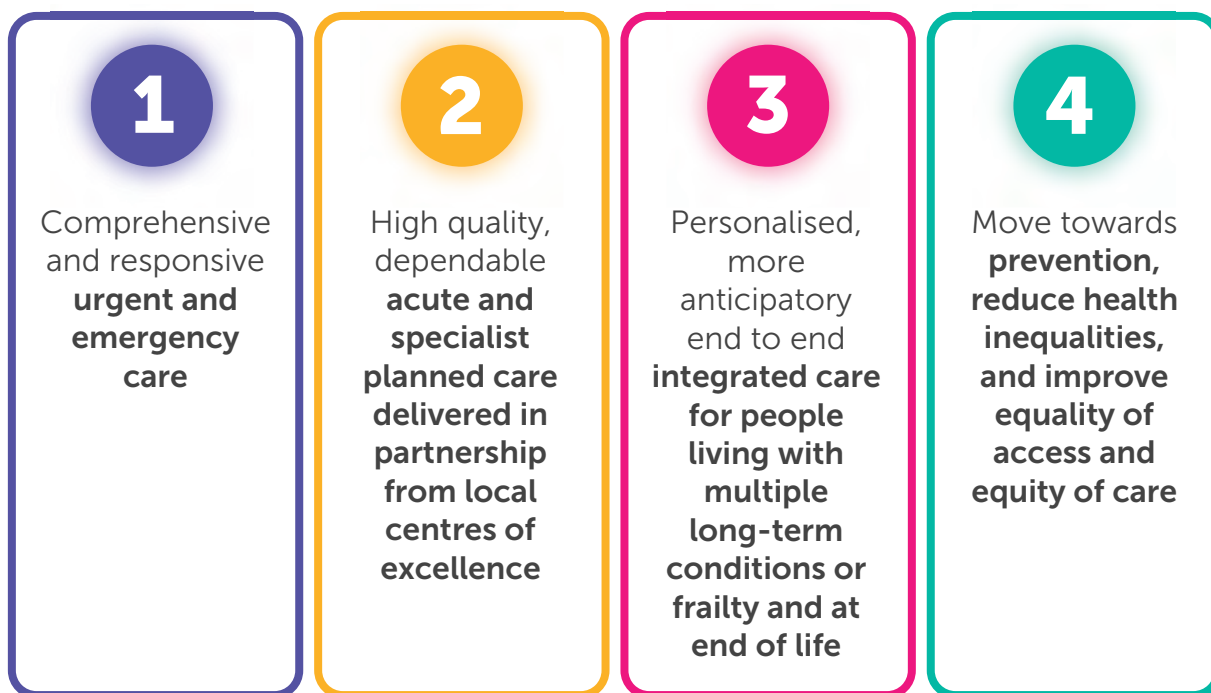 1
Comprehensive
and responsive
urgent and
emergency
care
2
High quality,
dependable
acute and
specialist
planned care
delivered in
partnership
from local
centres of
excellence
3
Personalised,
more
anticipatory
end to end
integrated care
for people
living with
multiple
long-term
conditions or
frailty and at
end of life
4
Move towards
prevention,
reduce health
inequalities,
and improve
equality of
access and
equity of care